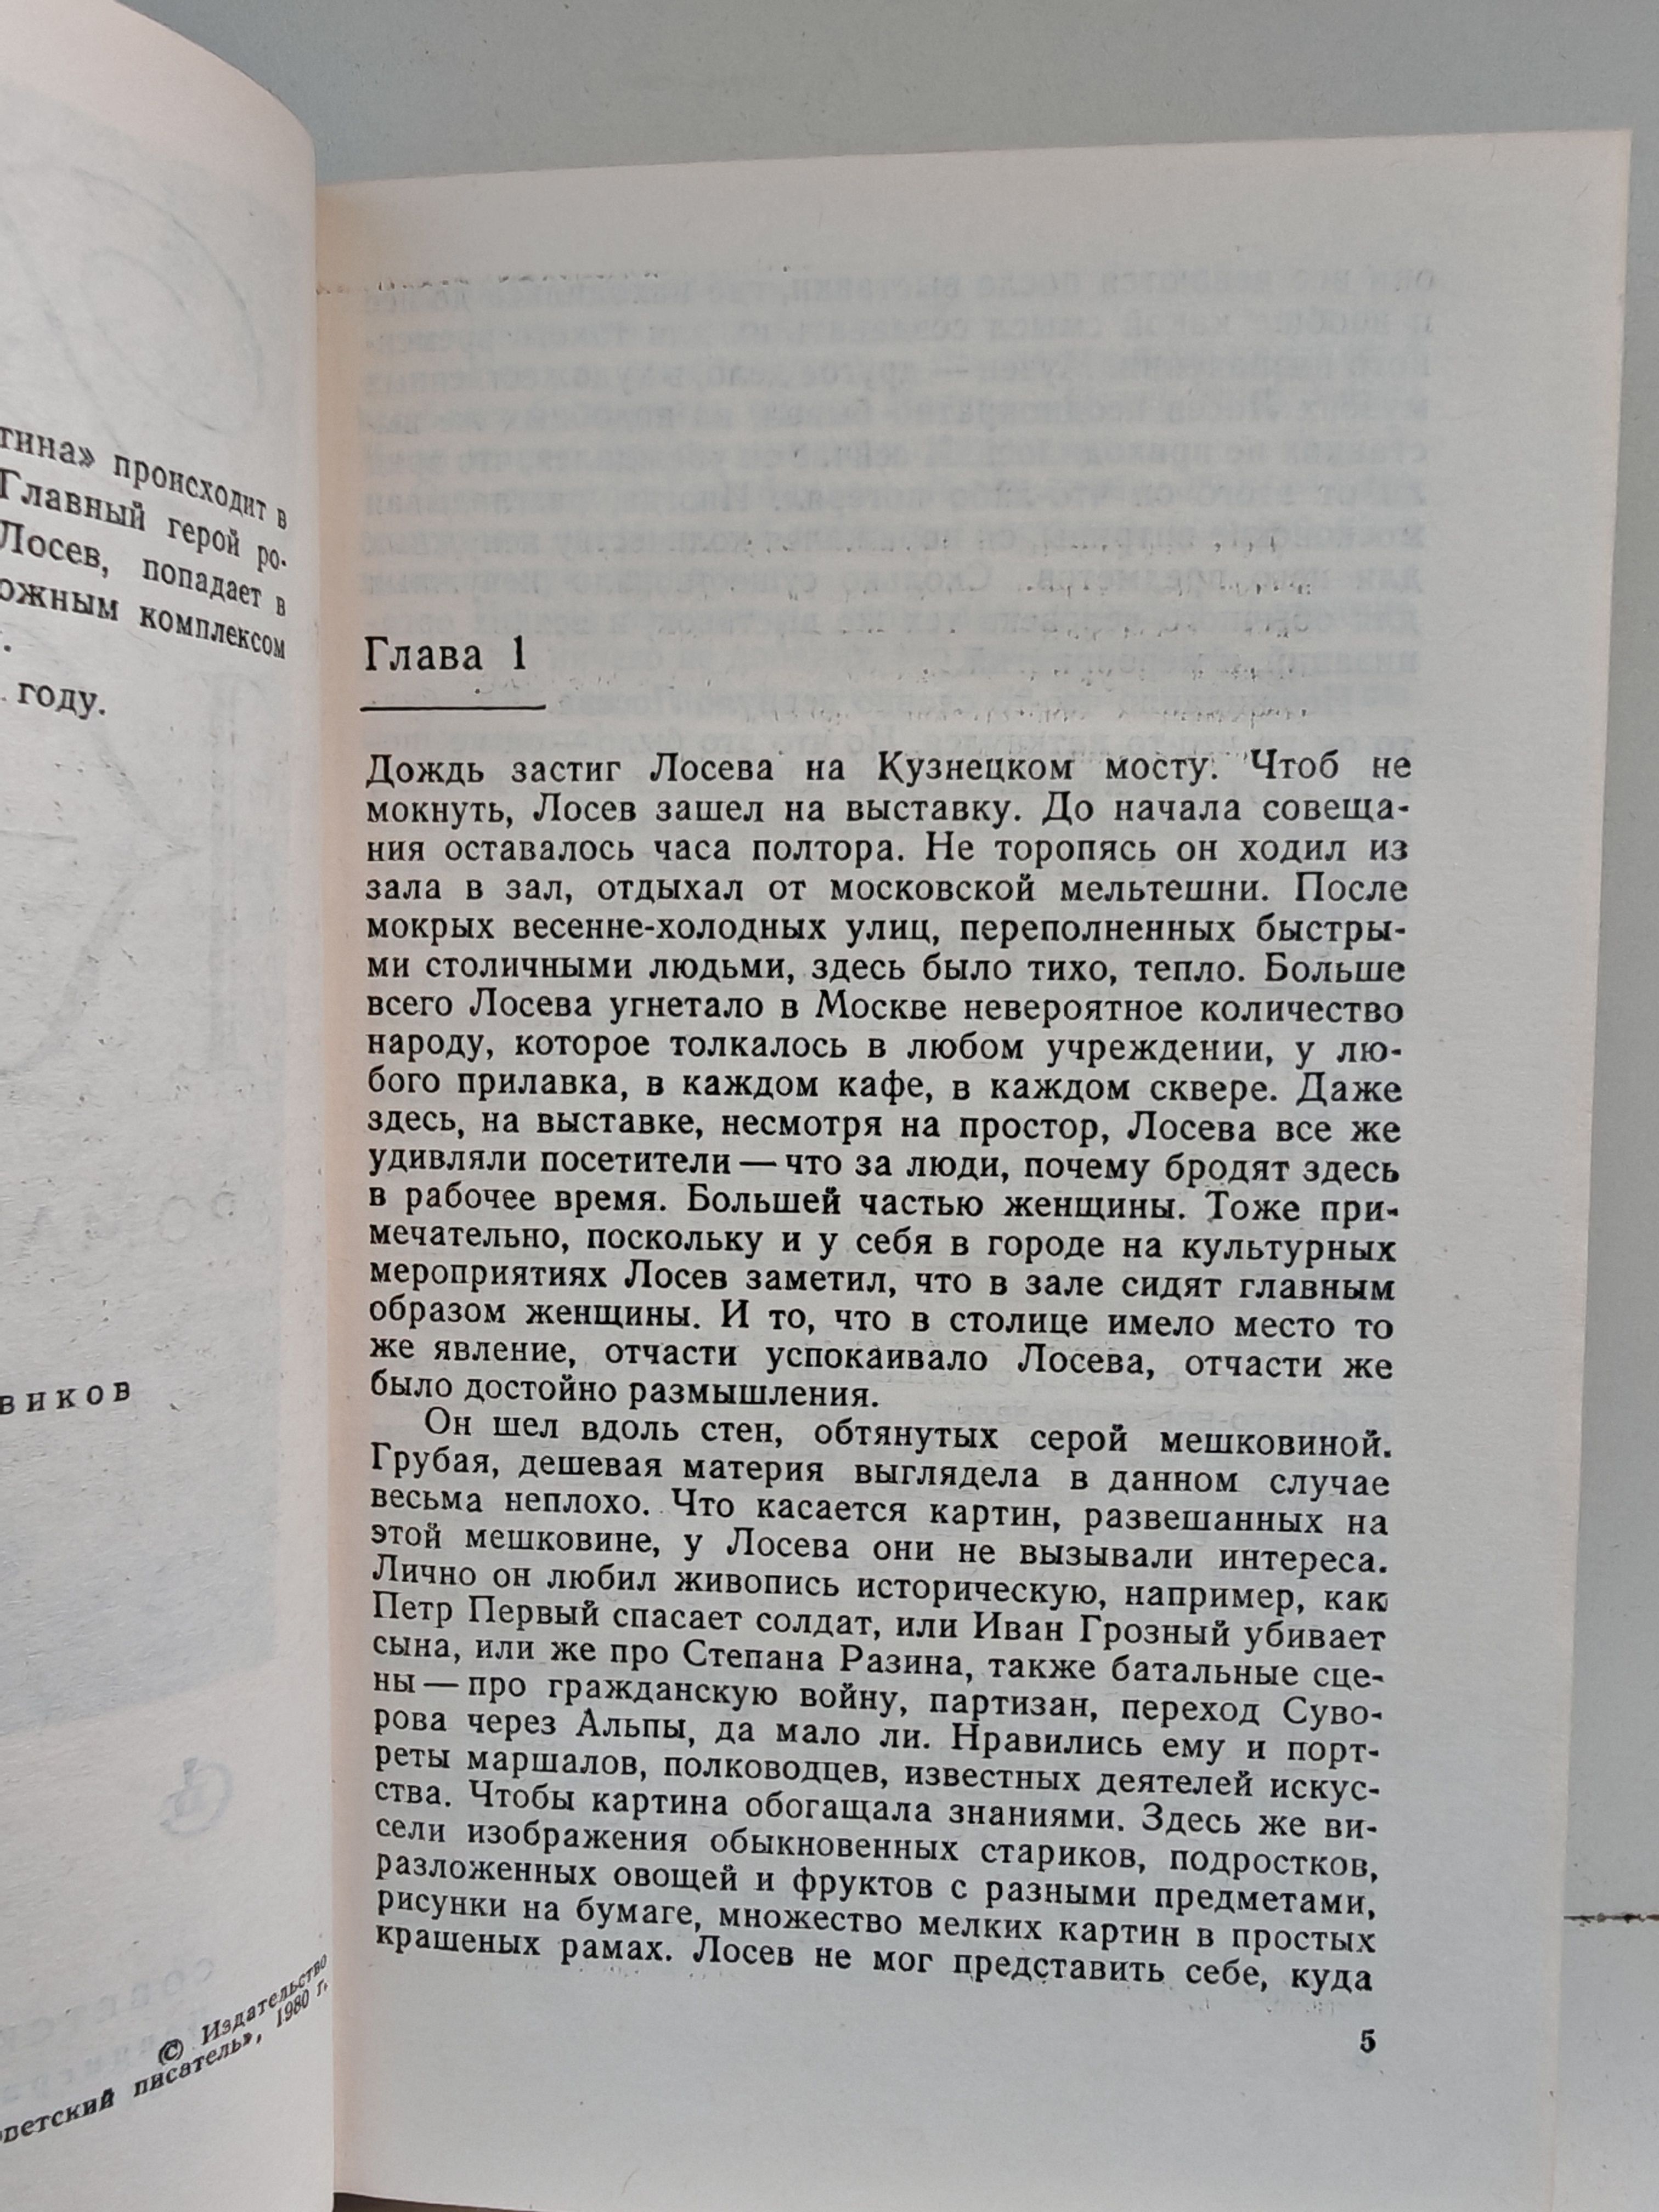 тина» происходит в
Главный герой ро-
Лосев, попадает в
ожным комплексом
году.
виков
© Издательство
писатель», 1980 г.
Глава 1
Дождь застиг Лосева на Кузнецком мосту. Чтоб не
мокнуть, Лосев зашел на выставку. До начала совеща-
ния оставалось часа полтора. Не торопясь он ходил из
зала в зал, отдыхал от московской мельтешни. После
мокрых весенне-холодных улиц, переполненных быстры-
ми столичными людьми, здесь было тихо, тепло. Больше
всего Лосева угнетало в Москве невероятное количество
народу, которое толкалось в любом учреждении, у лю-
бого прилавка, в каждом кафе, в каждом сквере. Даже
здесь, на выставке, несмотря на простор, Лосева все же
удивляли посетители — что за люди, почему бродят здесь
в рабочее время. Большей частью женщины. Тоже при-
мечательно, поскольку и у себя в городе на культурных
мероприятиях Лосев заметил, что в зале сидят главным
образом женщины. И то, что в столице имело место то
же явление, отчасти успокаивало Лосева, отчасти же
было достойно размышления.
Он шел вдоль стен, обтянутых серой мешковиной.
Грубая, дешевая материя выглядела в данном случае
весьма неплохо. Что касается картин, развешанных на
этой мешковине, у Лосева они не вызывали интереса.
Лично он любил живопись историческую, например, как
Петр Первый спасает солдат, или Иван Грозный убивает
сына, или же про Степана Разина, также батальные сце-
ны — про гражданскую войну, партизан, переход Суво-
рова через Альпы, да мало ли. Нравились ему и порт-
реты маршалов, полководцев, известных деятелей искус-
ства. Чтобы картина обогащала знаниями. Здесь же ви-
сели изображения обыкновенных стариков, подростков,
разложенных овощей и фруктов с разными предметами,
рисунки на бумаге, множество мелких картин в простых
крашеных рамах. Лосев не мог представить себе, куда
5